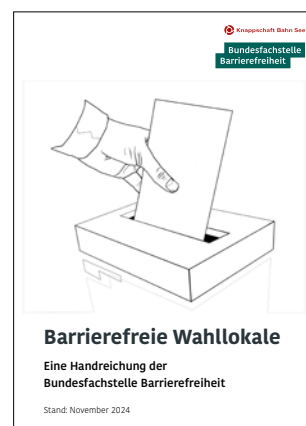 Knappschaft Bahn See
Bundesfachstelle
Barrierefreiheit
Barrierefreie Wahllokale
Eine Handreichung der
Bundesfachstelle Barrierefreiheit
Stand: November 2024